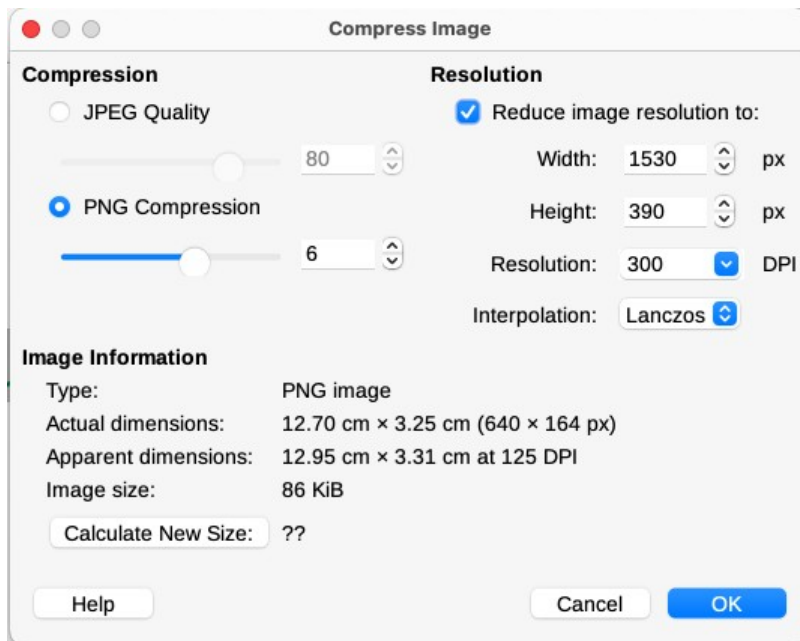 Compress Image
Compression
JPEG Quality
80
PNG Compression
6
Resolution
Reduce image resolution to:
Width: 1530 px
Height: 390 px
Resolution: 300 DPI
Interpolation: Lanczos
Image Information
Type: PNG image
Actual dimensions: 12.70 cm × 3.25 cm (640 × 164 px)
Apparent dimensions: 12.95 cm × 3.31 cm at 125 DPI
Image size: 86 KiB
Calculate New Size: ??
Help Cancel OK